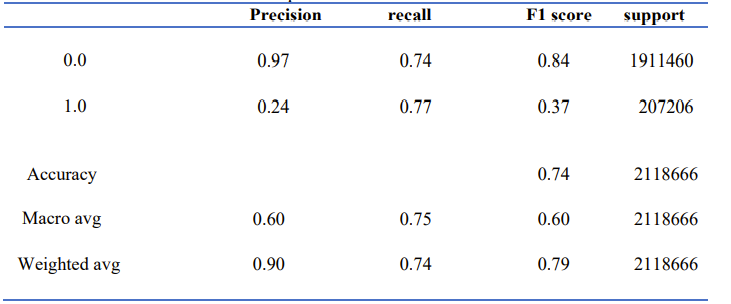 Precision recall F1 score support
0.0 0.97 0.74 0.84 1911460
1.0 0.24 0.77 0.37 207206
Accuracy 0.74 2118666
Macro avg 0.60 0.75 0.60 2118666
Weighted avg 0.90 0.74 0.79 2118666